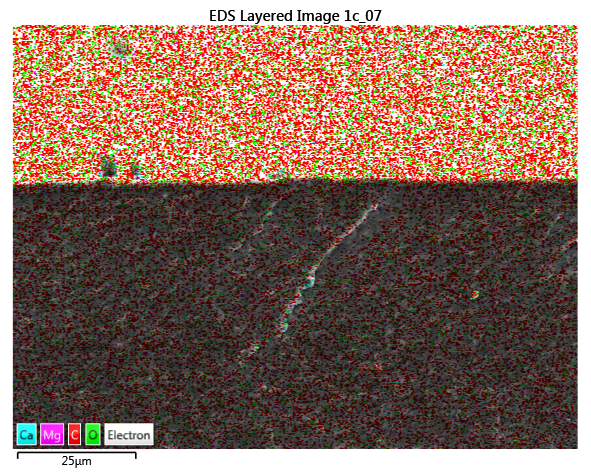 EDS Layered Image 1c_07
Ca Mg C O Electron
25μm